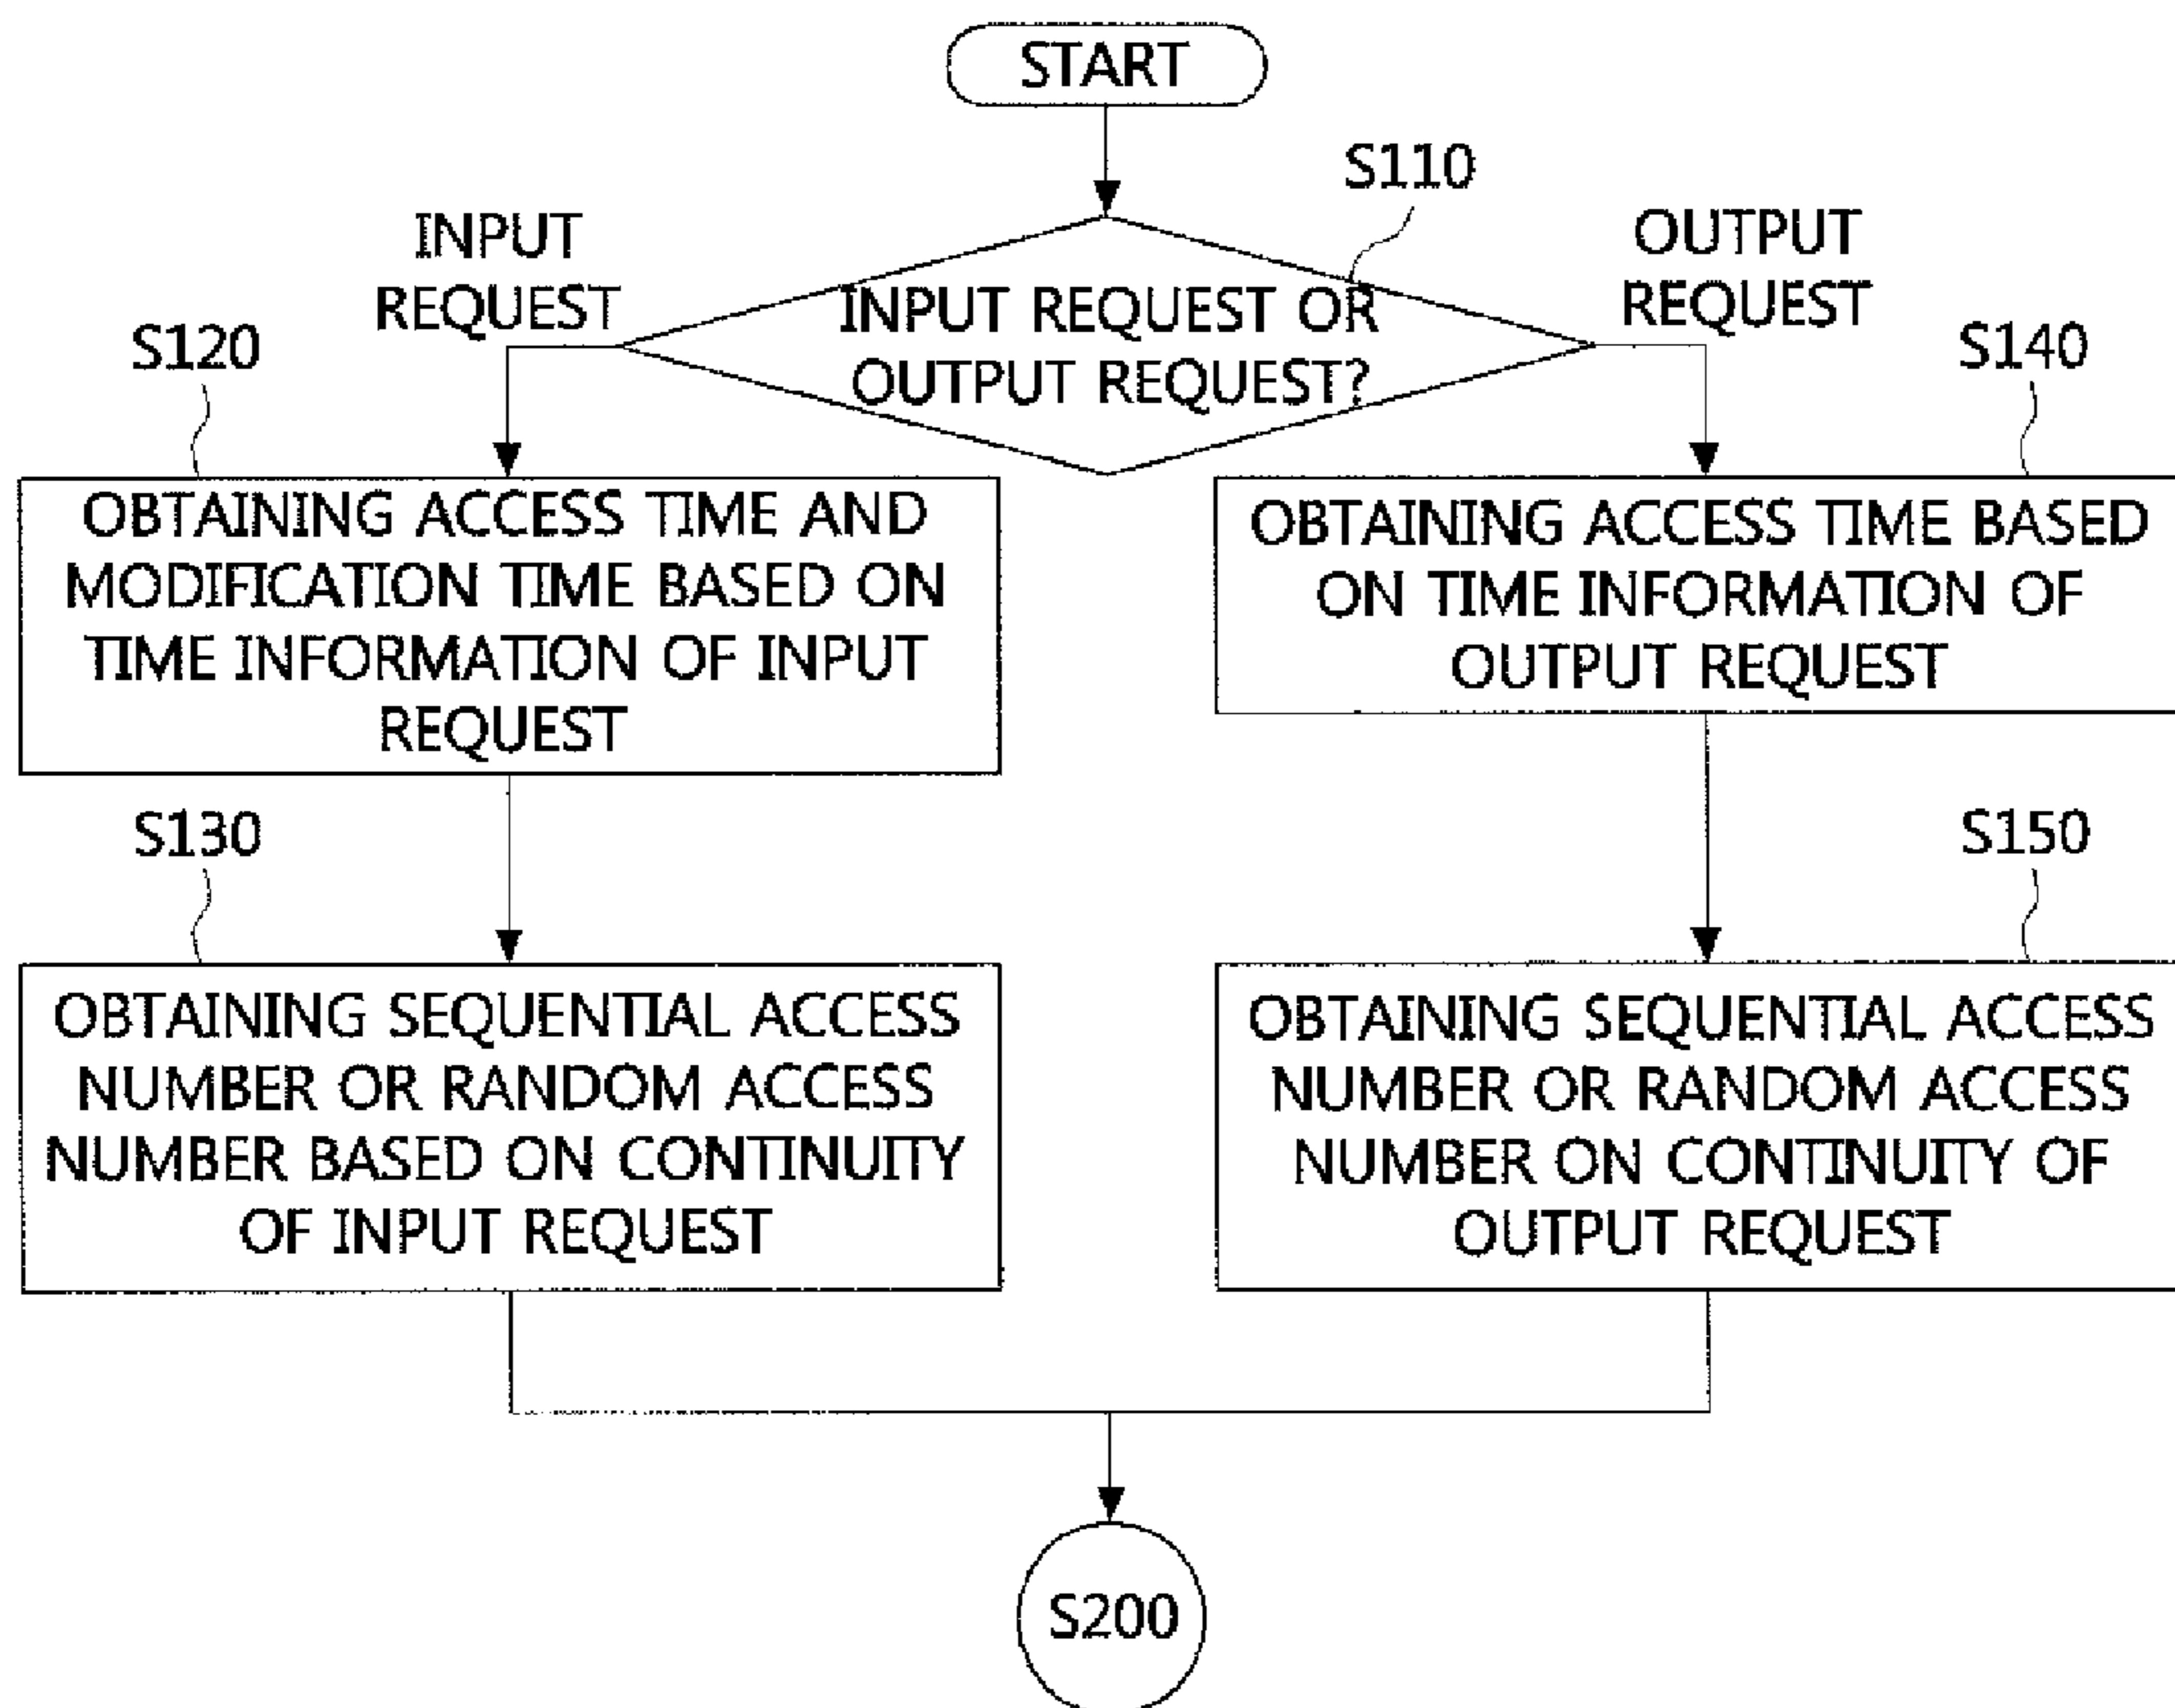 START
S110
INPUT
REQUEST
INPUT REQUEST OR
OUTPUT REQUEST?
OUTPUT
REQUEST
S120
OBTAINING ACCESS TIME AND
MODIFICATION TIME BASED ON
TIME INFORMATION OF INPUT
REQUEST
S140
OBTAINING ACCESS TIME BASED
ON TIME INFORMATION OF
OUTPUT REQUEST
S130
OBTAINING SEQUENTIAL ACCESS
NUMBER OR RANDOM ACCESS
NUMBER BASED ON CONTINUITY
OF INPUT REQUEST
S150
OBTAINING SEQUENTIAL ACCESS
NUMBER OR RANDOM ACCESS
NUMBER ON CONTINUITY OF
OUTPUT REQUEST
S200